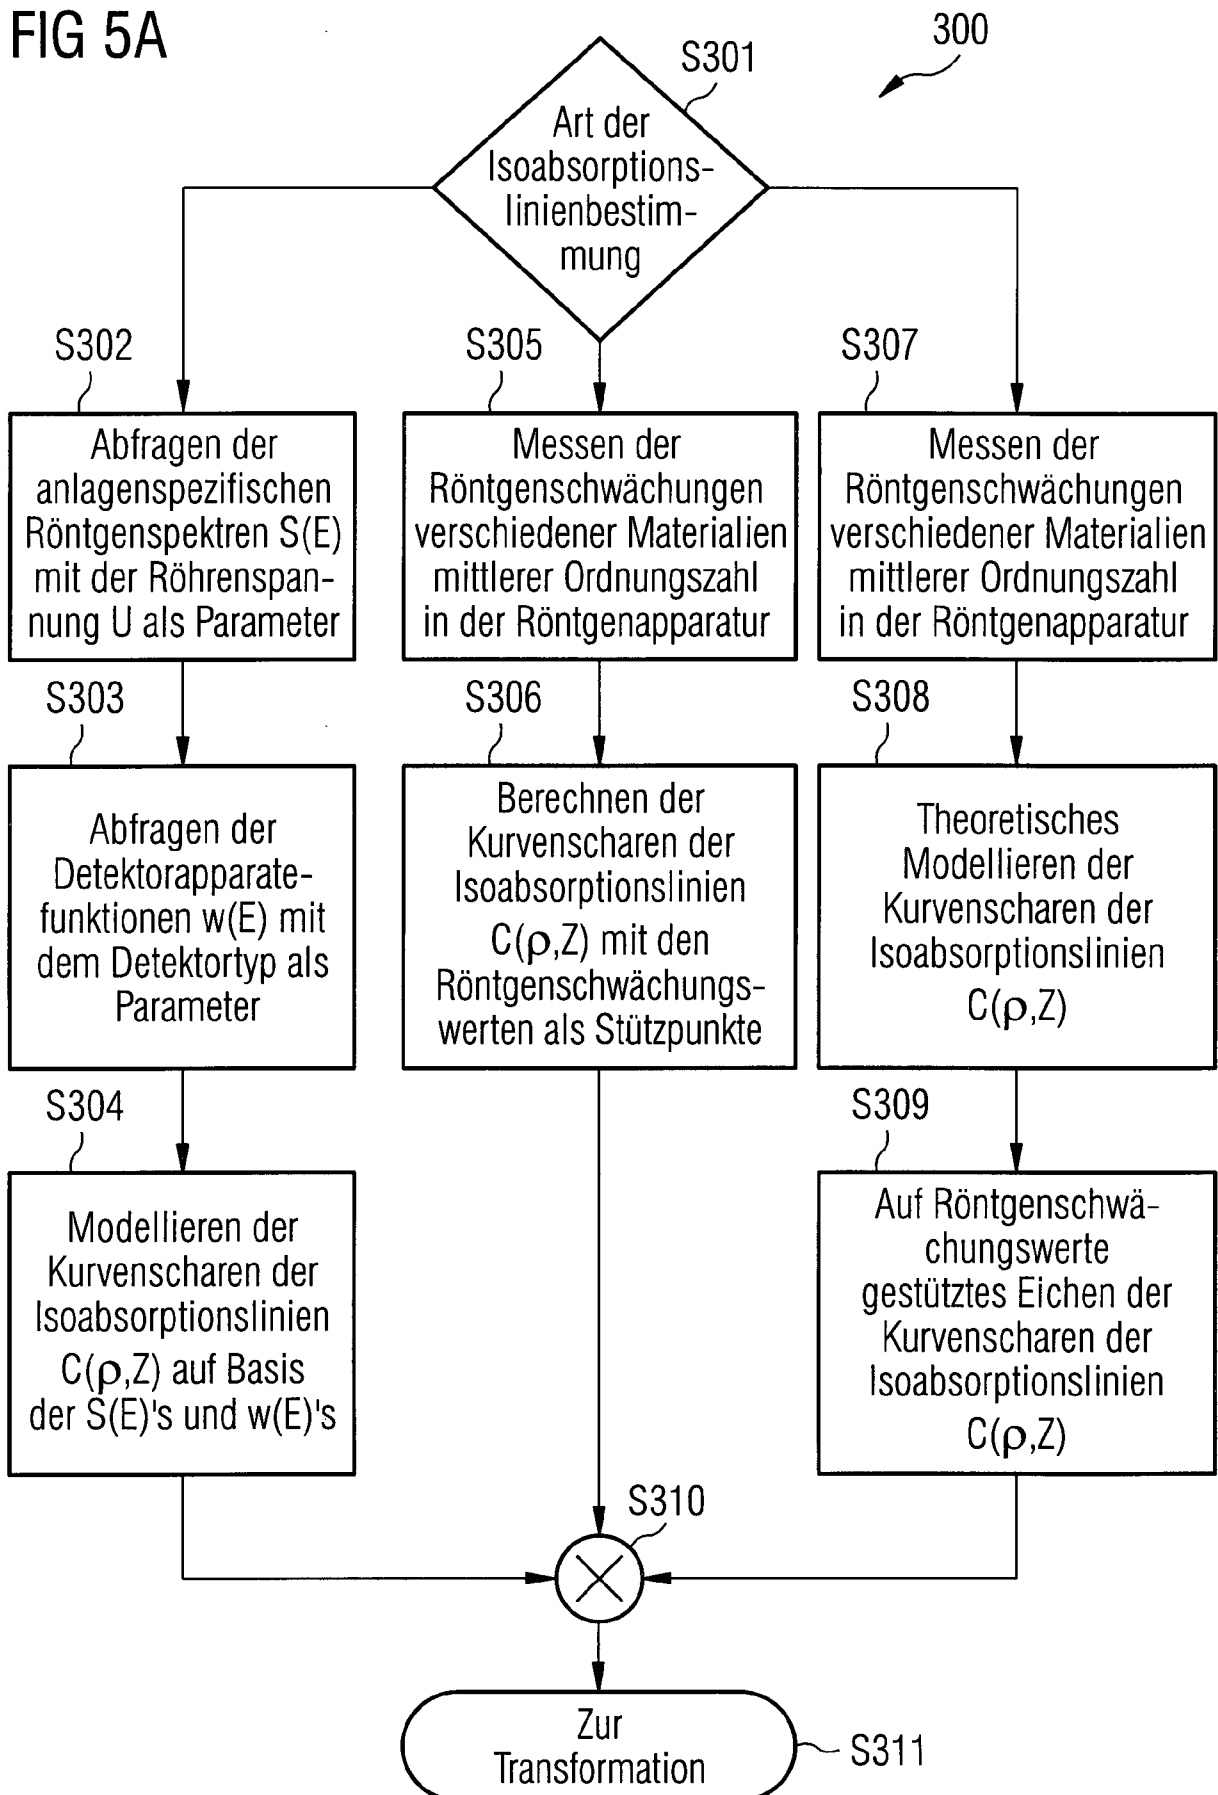 FIG 5A
300
S301
Art der
Isoabsorptions-
linienbestim-
mung
S302
Abfragen der
anlagenspezifischen
Röntgenspektren S(E)
mit der Röhrenspan-
nung U als Parameter
S303
Abfragen der
Detektorapparate-
funktionen w(E) mit
dem Detektortyp als
Parameter
S304
Modellieren der
Kurvenscharen der
Isoabsorptionslinien
C(ρ,Z) auf Basis
der S(E)'s und w(E)'s
S305
Messen der
Röntgenschwächungen
verschiedener Materialien
mittlerer Ordnungszahl
in der Röntgenapparatur
S306
Berechnen der
Kurvenscharen der
Isoabsorptionslinien
C(ρ,Z) mit den
Röntgenschwächungs-
werten als Stützpunkte
S307
Messen der
Röntgenschwächungen
verschiedener Materialien
mittlerer Ordnungszahl
in der Röntgenapparatur
S308
Theoretisches
Modellieren der
Kurvenscharen der
Isoabsorptionslinien
C(ρ,Z)
S309
Auf Röntgenschwä-
chungswerte
gestütztes Eichen der
Kurvenscharen der
Isoabsorptionslinien
C(ρ,Z)
S310
Zur
Transformation
S311